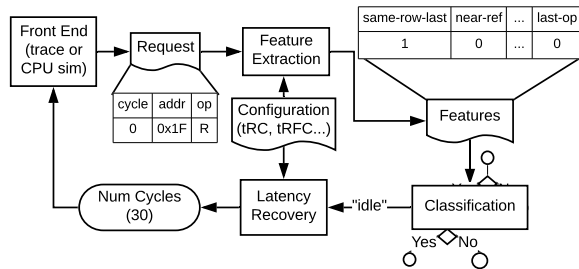 same-row-last near-ref ... last-op
1 0 ... 0
Front End
(trace or
CPU sim)
Request
Feature
Extraction
cycle addr op
0 0x1F R
Configuration
(tRC, tRFC...)
Features
Num Cycles
(30)
Latency
Recovery
"idle"
Classification
Yes No